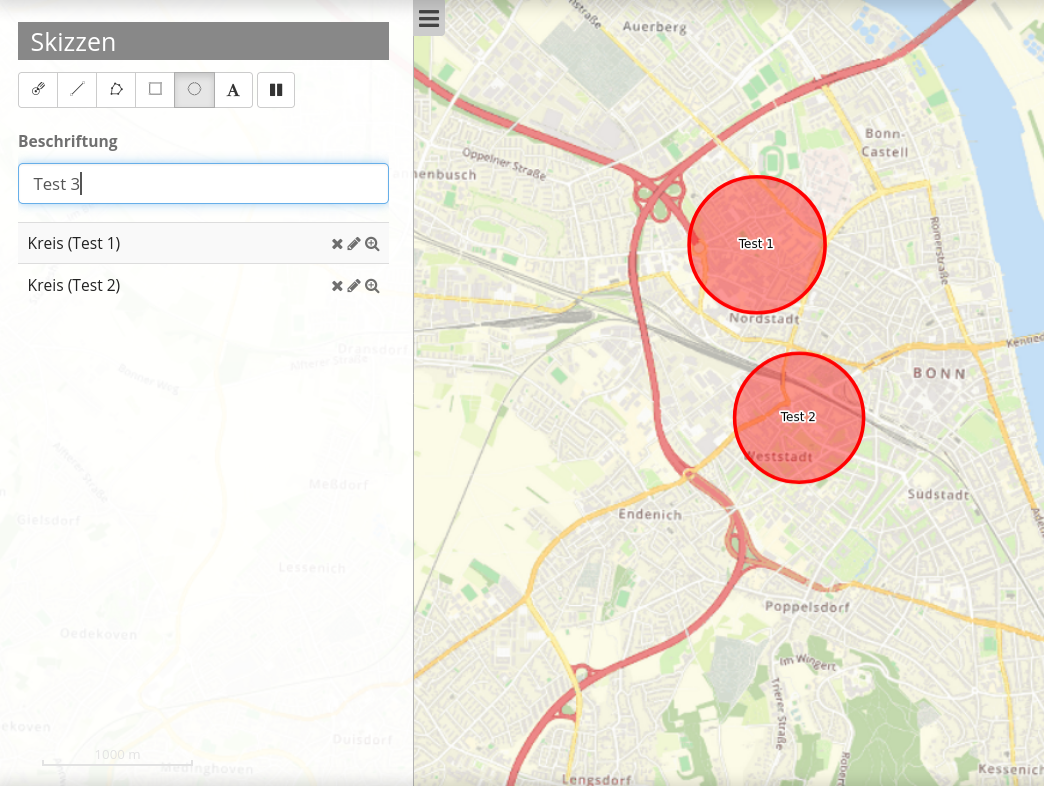 Skizzen
A
Beschriftung
Test 3
Kreis (Test 1)
Kreis (Test 2)
Dransdorf
Gielsdorf
Meßdorf
Lessenich
Oedekoven
Duisdorf
Medinghoven
1000 m
Auerberg
Bonn-
Castell
Oppelner Straße
Römerstraße
Test 1
Nordstadt
BONN
Test 2
Weststadt
Südstadt
Endenich
Poppelsdorf
Im Wingert
Trierer Straße
Lengsdorf
Kessenich